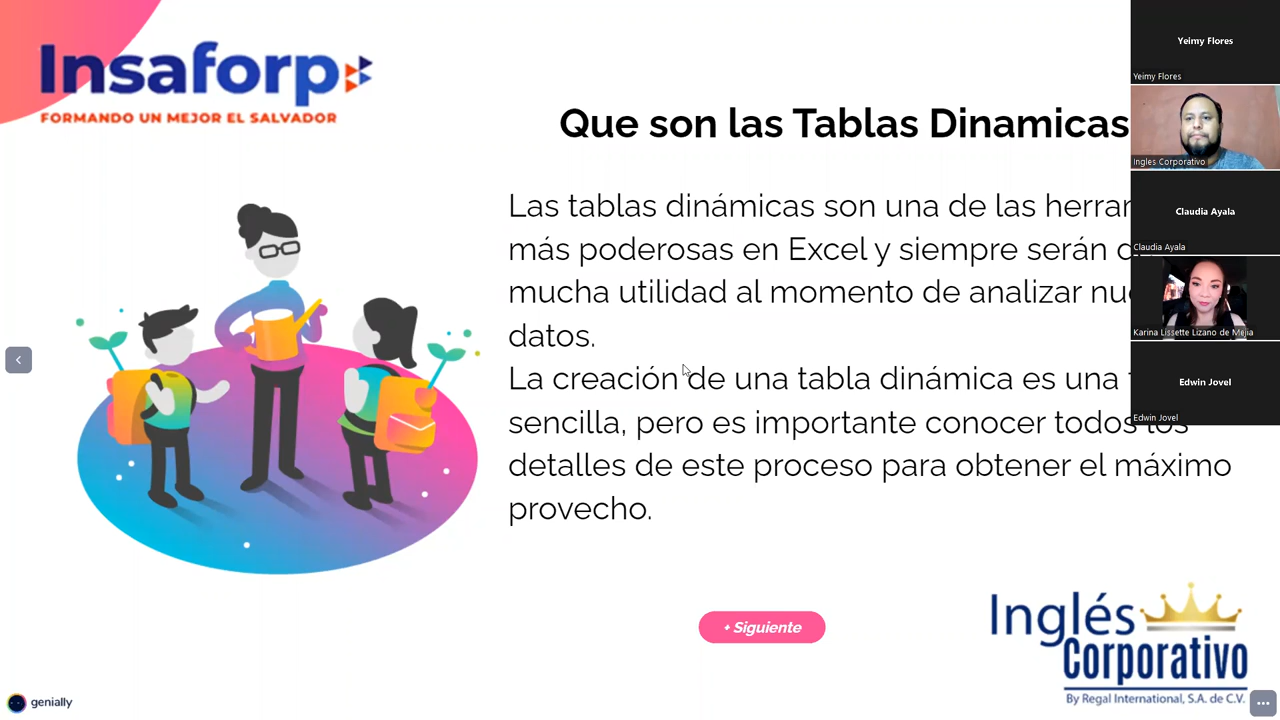 Insaforp
FORMANDO UN MEJOR EL SALVADOR
Que son las Tablas Dinamicas
Las tablas dinámicas son una de las
más poderosas en Excel y siempre serán
mucha utilidad al momento de analizar
datos.
La creación de una tabla dinámica es una
sencilla, pero es importante conocer todos los
detalles de este proceso para obtener el máximo
provecho.
+ Siguiente
Inglés
Corporativo
By Regal International, S.A. de C.V.
genially
Yeimy Flores
Yeimy Flores
Ingles Corporativo
Claudia Ayala
Claudia Ayala
Karina Lissette Lizano de Mejia
Edwin Jovel
Edwin Jovel